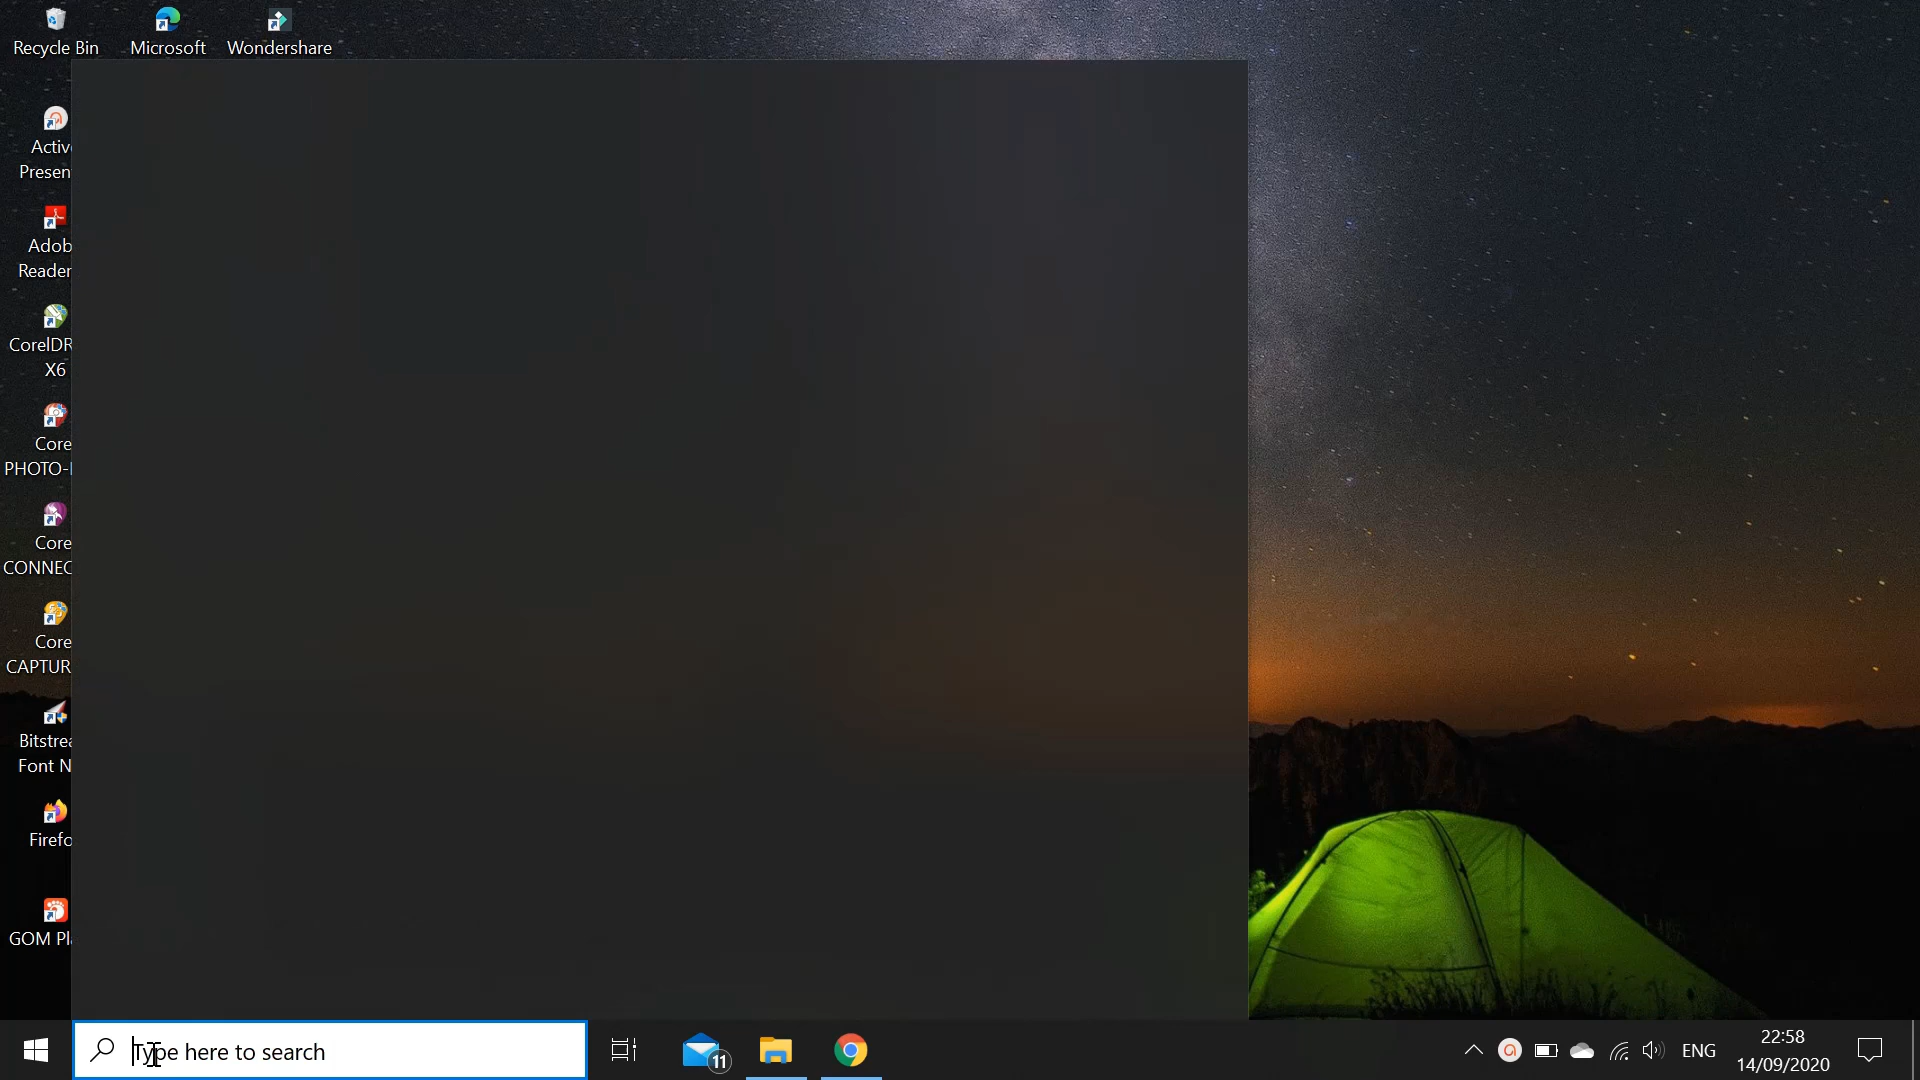 Recycle Bin
Microsoft
Wondershare
Activ
Presen
Adob
Reader
CorelDR
X6
Core
PHOTO-
Core
CONNEC
Core
CAPTUR
Bitstrea
Font N
Firefo
GOM Pl
Type here to search
11
ENG
22:58
14/09/2020